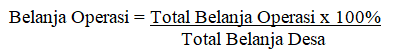 Belanja Operasi = Total Belanja Operasi x 100%
Total Belanja Desa